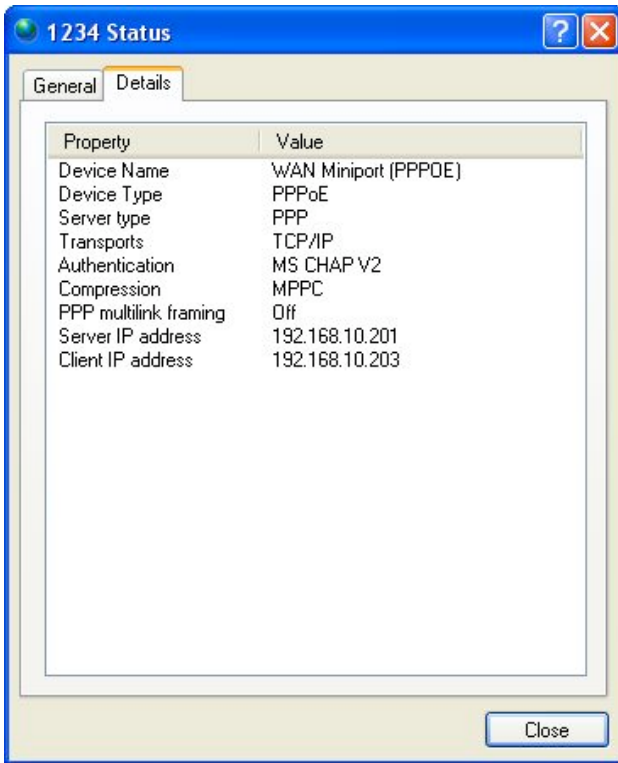 1234 Status
General Details
Property Value
Device Name WAN Miniport (PPPOE)
Device Type PPPoE
Server type PPP
Transports TCP/IP
Authentication MS CHAP V2
Compression MPPC
PPP multilink framing Off
Server IP address 192.168.10.201
Client IP address 192.168.10.203
Close